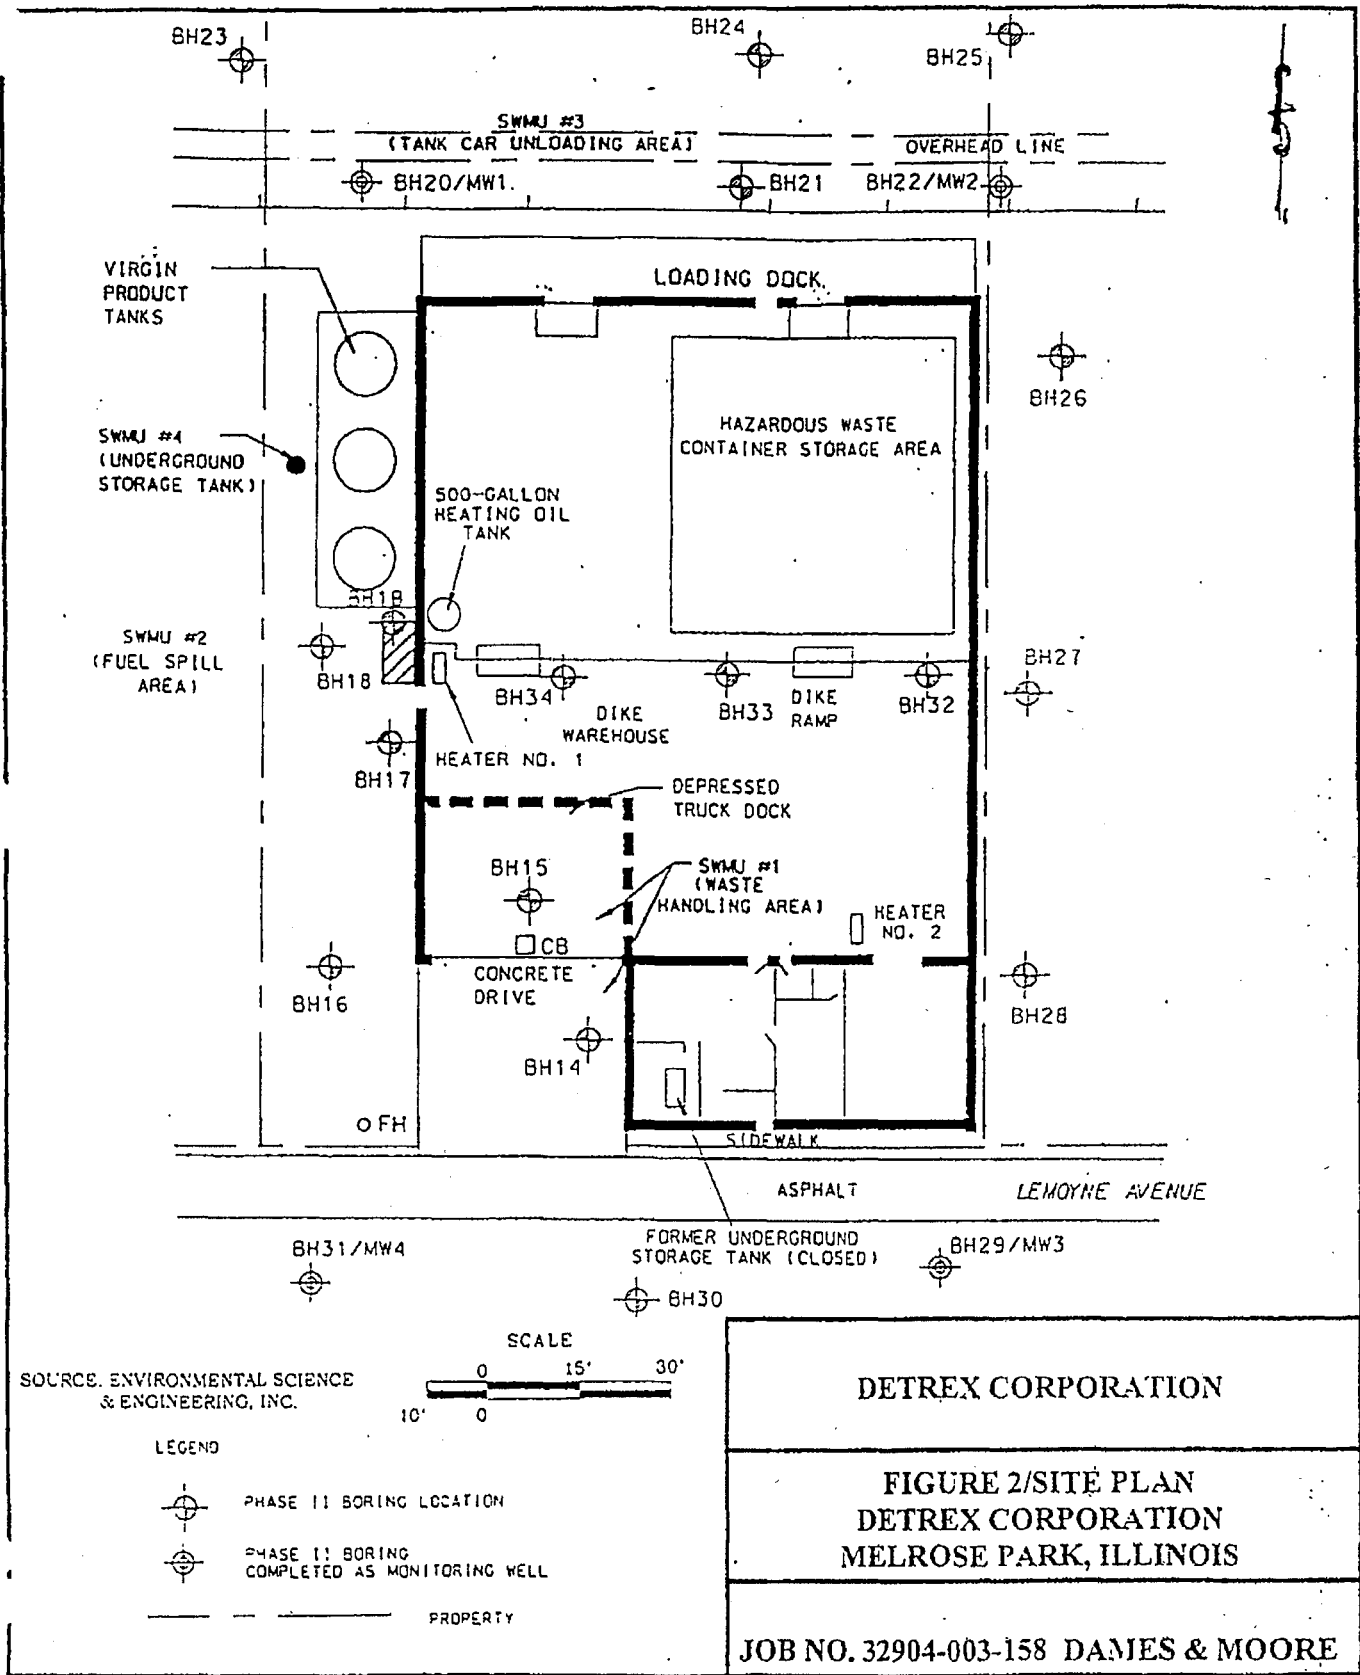 BH23
BH24
BH25
SWMU #3
(TANK CAR UNLOADING AREA)
OVERHEAD LINE
BH20/MW1.
BH21
BH22/MW2
LOADING DOCK
VIRGIN
PRODUCT
TANKS
BH26
HAZARDOUS WASTE
CONTAINER STORAGE AREA
SWMU #4
(UNDERGROUND
STORAGE TANK)
500-GALLON
HEATING OIL
TANK
BH18
SWMU #2
(FUEL SPILL
AREA)
BH18
BH27
BH34
BH33
DIKE
RAMP
BH32
DIKE
WAREHOUSE
HEATER NO. 1
BH17
DEPRESSED
TRUCK DOCK
BH15
SWMU #1
(WASTE
HANDLING AREA)
HEATER
NO. 2
CB
CONCRETE
DRIVE
BH16
BH28
BH14
FH
SIDEWALK
ASPHALT
LEMOYNE AVENUE
FORMER UNDERGROUND
STORAGE TANK (CLOSED)
BH31/MW4
BH29/MW3
BH30
SCALE
0 15' 30'
10' 0
SOURCE. ENVIRONMENTAL SCIENCE
& ENGINEERING, INC.
LEGEND
PHASE II BORING LOCATION
PHASE II BORING
COMPLETED AS MONITORING WELL
PROPERTY
DETREX CORPORATION
FIGURE 2/SITE PLAN
DETREX CORPORATION
MELROSE PARK, ILLINOIS
JOB NO. 32904-003-158 DAMES & MOORE